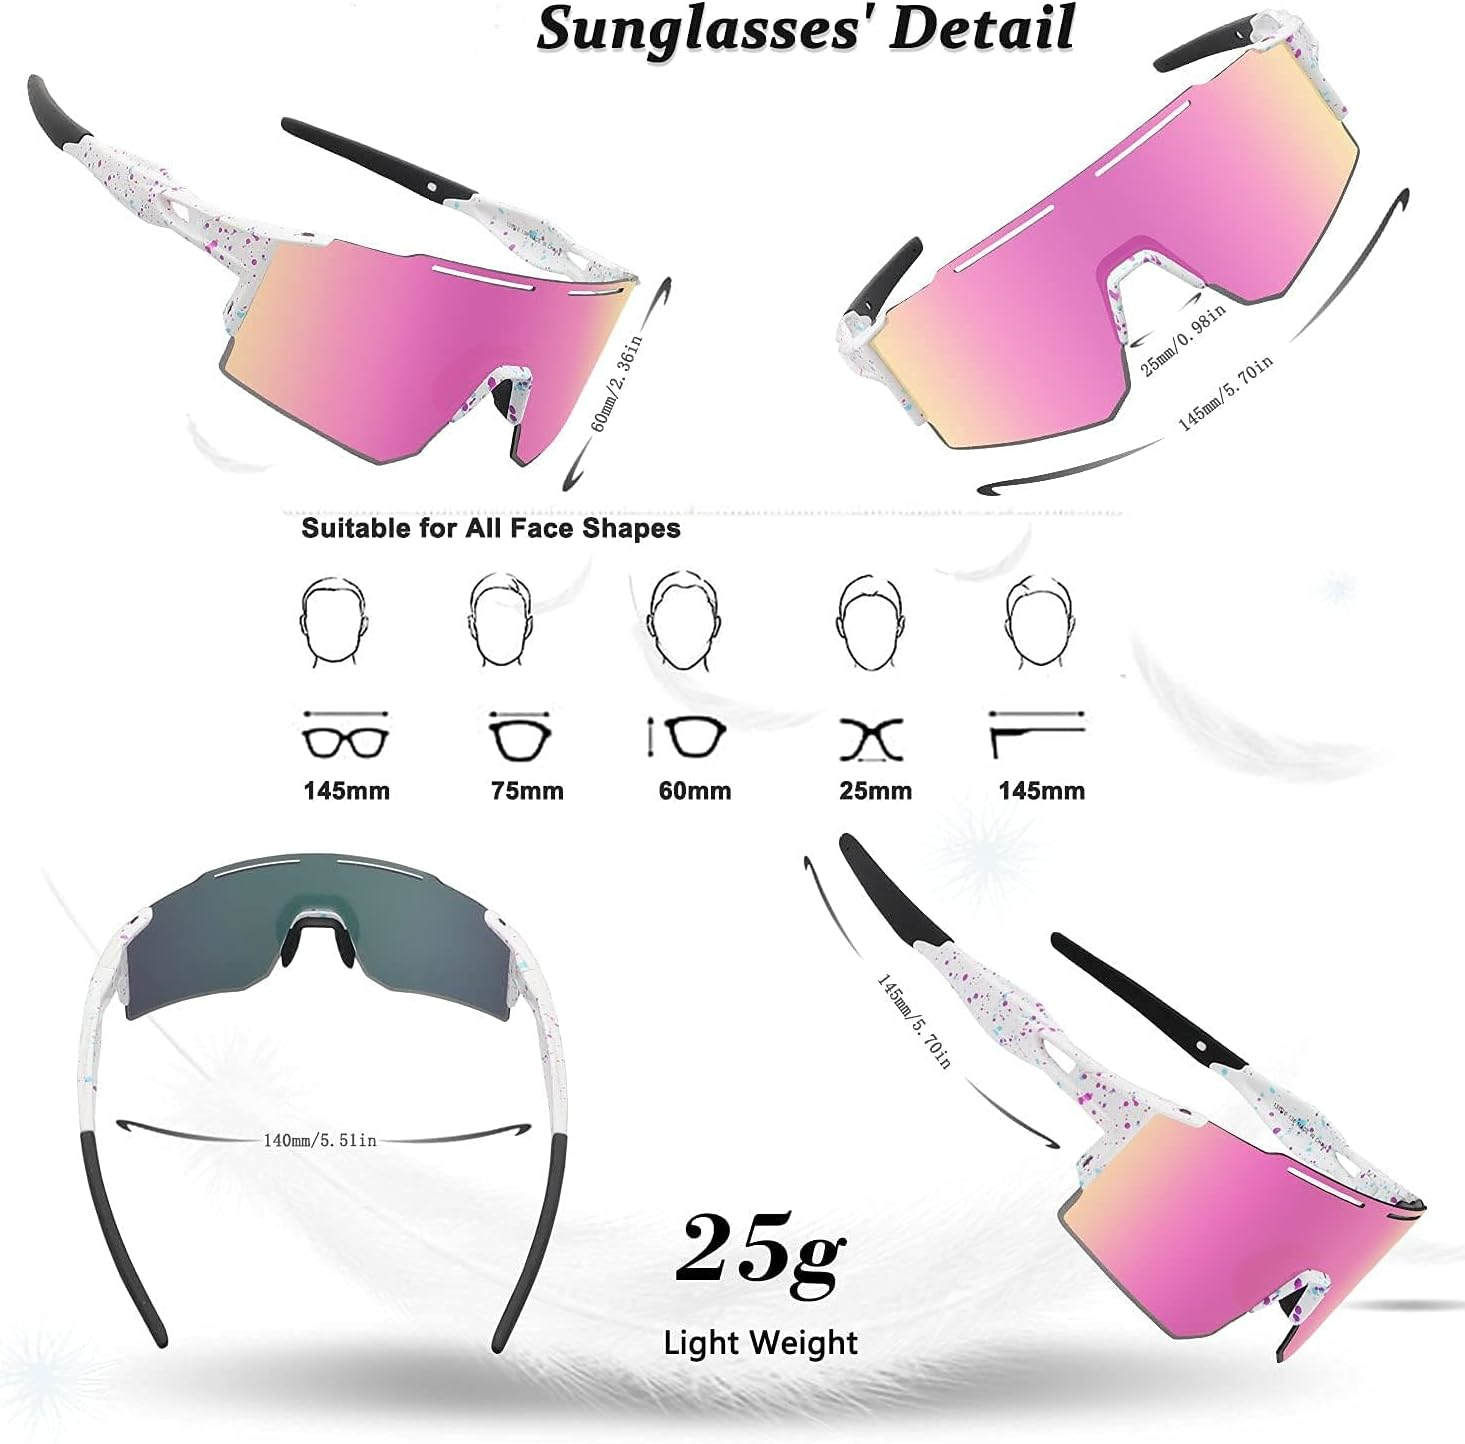 Sunglasses' Detail
60mm/2.36in
25mm/0.98in
145mm/5.70in
Suitable for All Face Shapes
145mm
75mm
60mm
25mm
145mm
145mm/5.70in
140mm/5.51in
25g
Light Weight